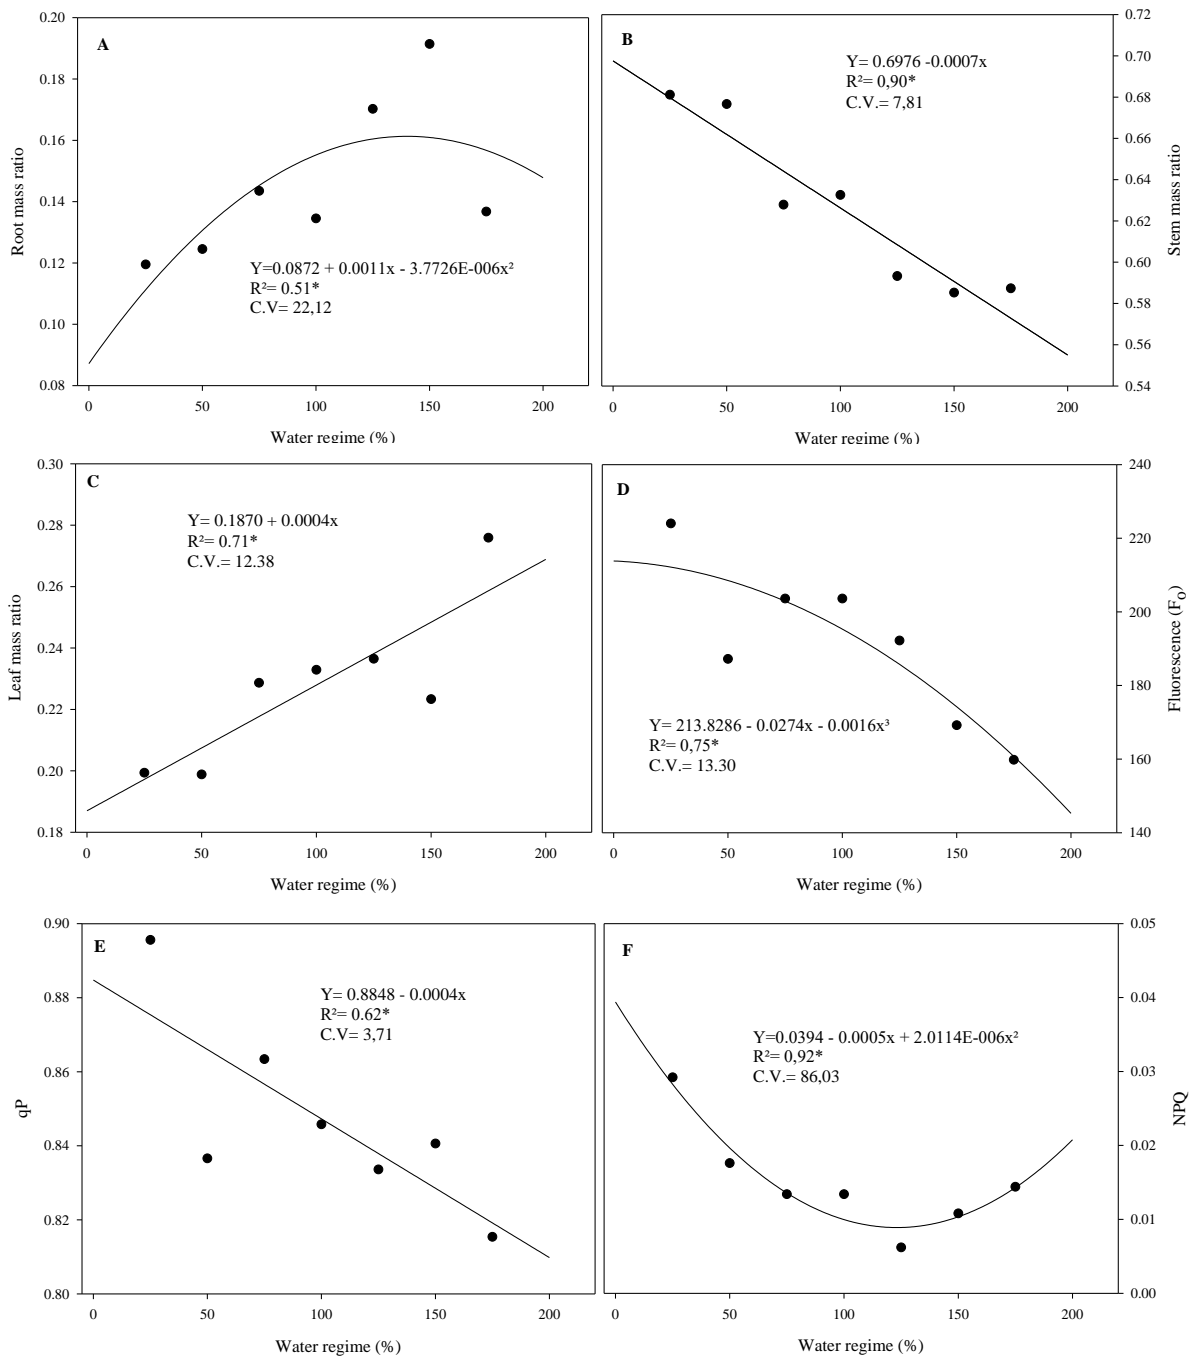 A
Root mass ratio
0.20
0.18
0.16
0.14
0.12
0.10
0.08
Y=0.0872 + 0.0011x - 3.7726E-006x²
R²= 0.51*
C.V= 22,12
0 50 100 150 200
Water regime (%)
B
Y= 0.6976 -0.0007x
R²= 0,90*
C.V.= 7,81
0.72
0.70
0.68
0.66
0.64
0.62
0.60
0.58
0.56
0.54
Stem mass ratio
0 50 100 150 200
Water regime (%)
C
Leaf mass ratio
0.30
0.28
0.26
0.24
0.22
0.20
0.18
Y= 0.1870 + 0.0004x
R²= 0.71*
C.V.= 12.38
0 50 100 150 200
Water regime (%)
D
240
220
200
180
160
140
Fluorescence (FO)
Y= 213.8286 - 0.0274x - 0.0016x³
R²= 0,75*
C.V.= 13.30
0 50 100 150 200
Water regime (%)
E
qP
0.90
0.88
0.86
0.84
0.82
0.80
Y= 0.8848 - 0.0004x
R²= 0.62*
C.V= 3,71
0 50 100 150 200
Water regime (%)
F
Y=0.0394 - 0.0005x + 2.0114E-006x²
R²= 0,92*
C.V.= 86,03
0.05
0.04
0.03
0.02
0.01
0.00
NPQ
0 50 100 150 200
Water regime (%)